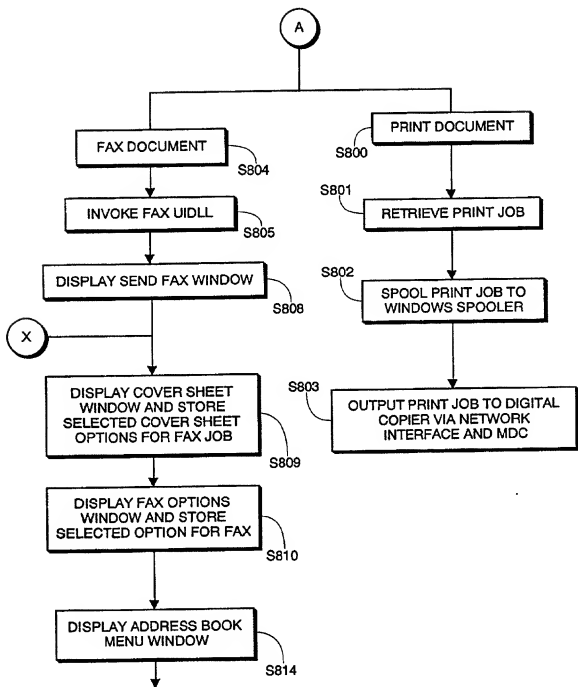 A
FAX DOCUMENT
S804
INVOKE FAX UIDLL
S805
DISPLAY SEND FAX WINDOW
S808
X
DISPLAY COVER SHEET
WINDOW AND STORE
SELECTED COVER SHEET
OPTIONS FOR FAX JOB
S809
DISPLAY FAX OPTIONS
WINDOW AND STORE
SELECTED OPTION FOR FAX
S810
DISPLAY ADDRESS BOOK
MENU WINDOW
S814
PRINT DOCUMENT
S800
S801
RETRIEVE PRINT JOB
S802
SPOOL PRINT JOB TO
WINDOWS SPOOLER
S803
OUTPUT PRINT JOB TO DIGITAL
COPIER VIA NETWORK
INTERFACE AND MDC